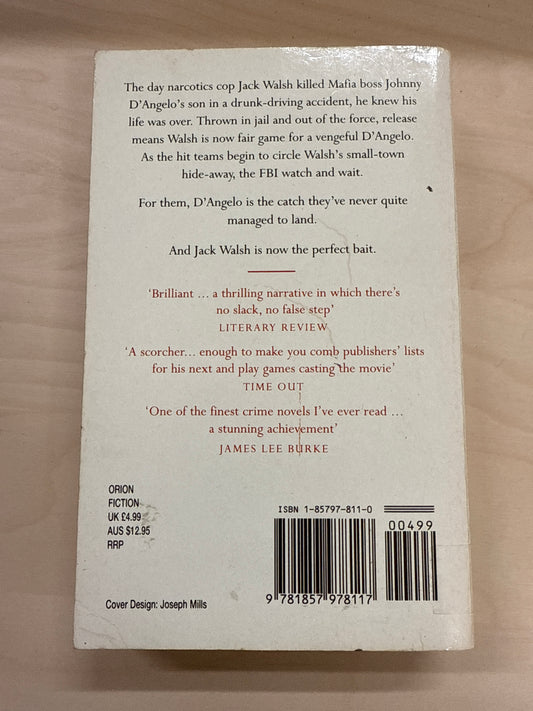 The day narcotics cop Jack Walsh killed Mafia boss Johnny
D'Angelo's son in a drunk-driving accident, he knew his
life was over. Thrown in jail and out of the force, release
means Walsh is now fair game for a vengeful D'Angelo.
As the hit teams begin to circle Walsh's small-town
hide-away, the FBI watch and wait.
For them, D'Angelo is the catch they've never quite
managed to land.
And Jack Walsh is now the perfect bait.
'Brilliant ... a thrilling narrative in which there's
no slack, no false step'
LITERARY REVIEW
'A scorcher... enough to make you comb publishers' lists
for his next and play games casting the movie'
TIME OUT
'One of the finest crime novels I've ever read ...
a stunning achievement'
JAMES LEE BURKE
ORION
FICTION
UK £4.99
AUS $12.95
RRP
ISBN 1-85797-811-0
00499
9 781857 978117
Cover Design: Joseph Mills